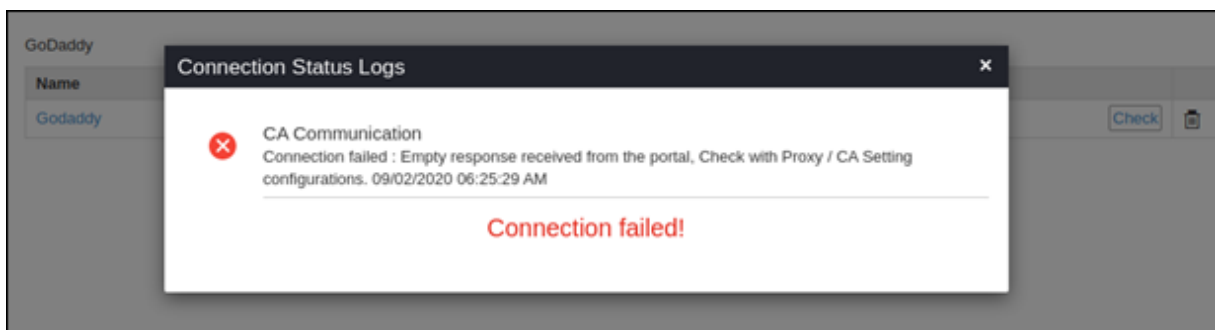 GoDaddy
Connection Status Logs ×
Name
Godaddy
Check
CA Communication
Connection failed : Empty response received from the portal, Check with Proxy / CA Setting
configurations. 09/02/2020 06:25:29 AM
Connection failed!